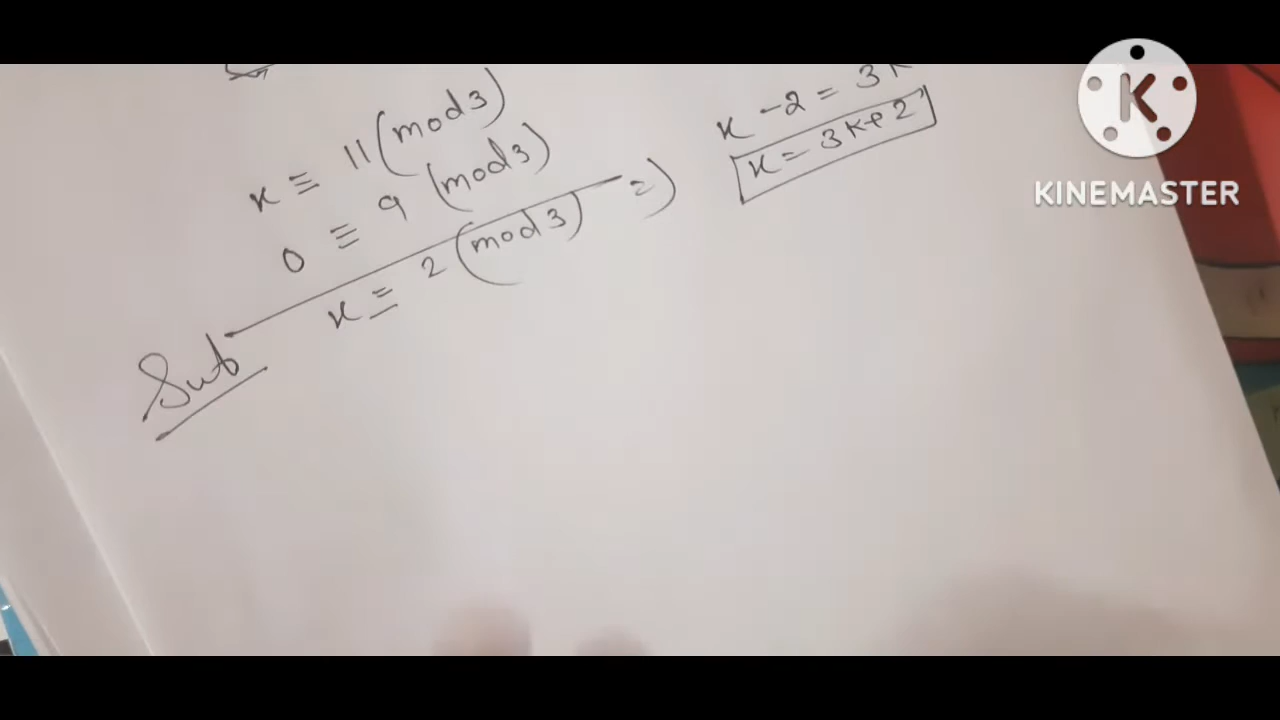 x ≡ 11 (mod 3)
0 ≡ 9 (mod 3)
x ≡ 2 (mod 3) =)
Sub
x - 2 = 3K
x = 3K+2
K
KINEMASTER